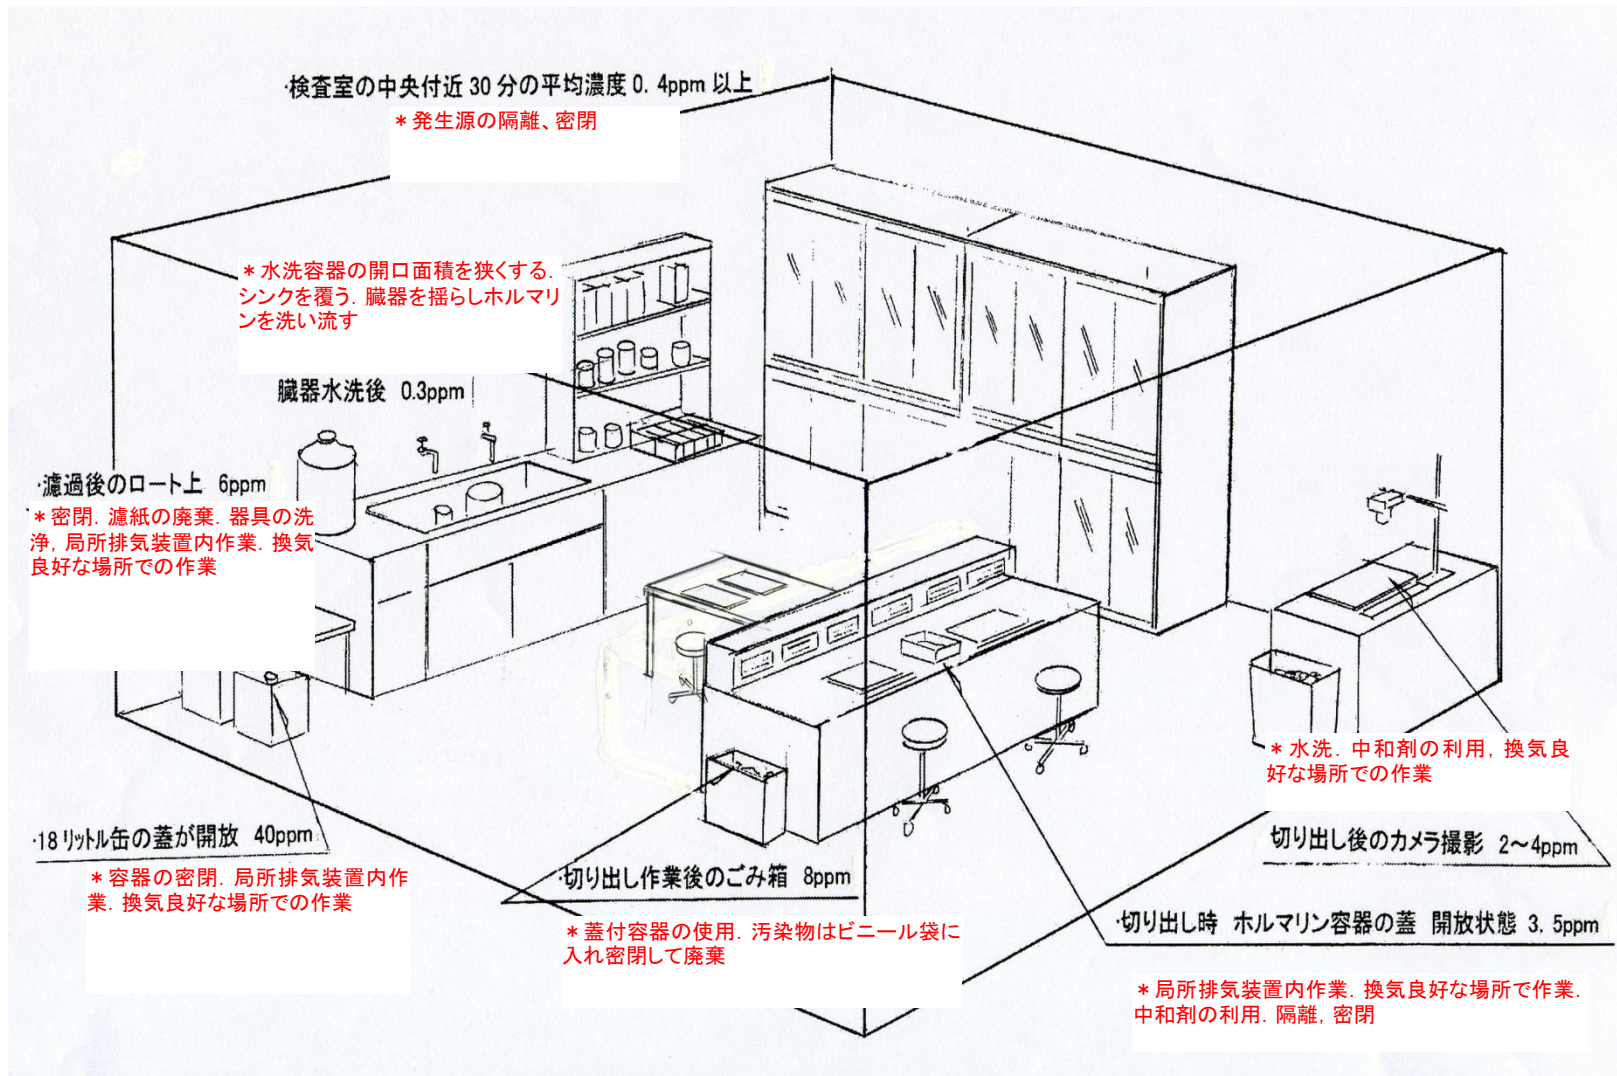 ·検査室の中央付近 30 分の平均濃度 0. 4ppm 以上
＊発生源の隔離、密閉
＊水洗容器の開口面積を狭くする．
シンクを覆う．臓器を揺らしホルマリ
ンを洗い流す
臓器水洗後 0.3ppm
·濾過後のロート上 6ppm
＊密閉．濾紙の廃棄．器具の洗
浄，局所排気装置内作業．換気
良好な場所での作業
＊水洗．中和剤の利用，換気良
好な場所での作業
·18 リットル缶の蓋が開放 40ppm
切り出し後のカメラ撮影 2～4ppm
＊容器の密閉．局所排気装置内作
業．換気良好な場所での作業
·切り出し作業後のごみ箱 8ppm
＊蓋付容器の使用．汚染物はビニール袋に
入れ密閉して廃棄
·切り出し時 ホルマリン容器の蓋 開放状態 3. 5ppm
＊局所排気装置内作業．換気良好な場所で作業．
中和剤の利用．隔離，密閉